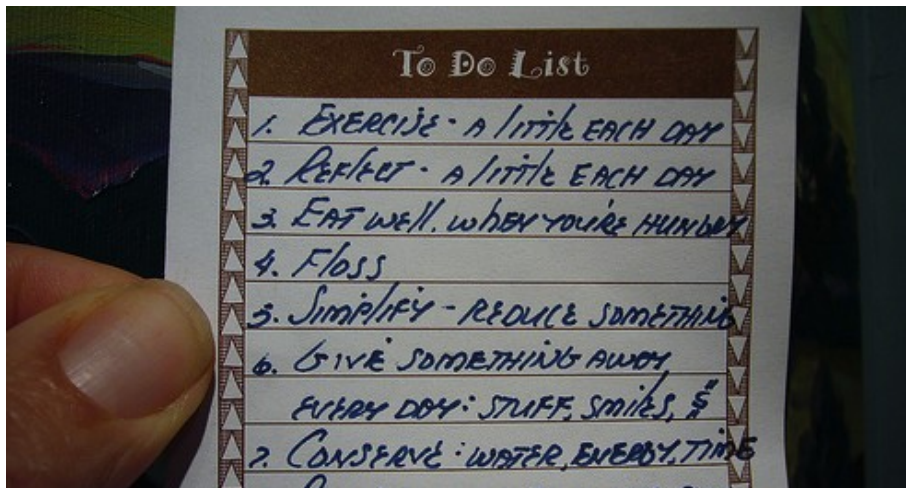 To Do List
1. EXERCISE - A little EACH DAY
2. REFLECT - A little EACH DAY
3. EAT well. when you're HUNGRY
4. Floss
5. Simplify - REDUCE SOMETHING
6. GIVE SOMETHING AWAY
EVERY DAY: STUFF, SMILES, $
7. CONSERVE: WATER, ENERGY, TIME